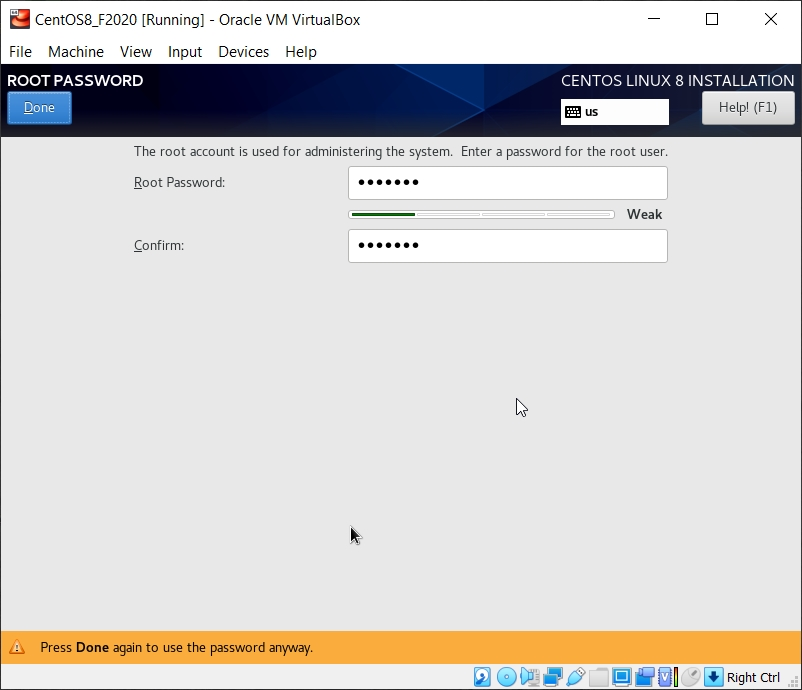 CentOS8_F2020 [Running] - Oracle VM VirtualBox
File Machine View Input Devices Help
ROOT PASSWORD
CENTOS LINUX 8 INSTALLATION
Done
us
Help! (F1)
The root account is used for administering the system. Enter a password for the root user.
Root Password:
•••••••
Weak
Confirm:
•••••••
Press Done again to use the password anyway.
Right Ctrl